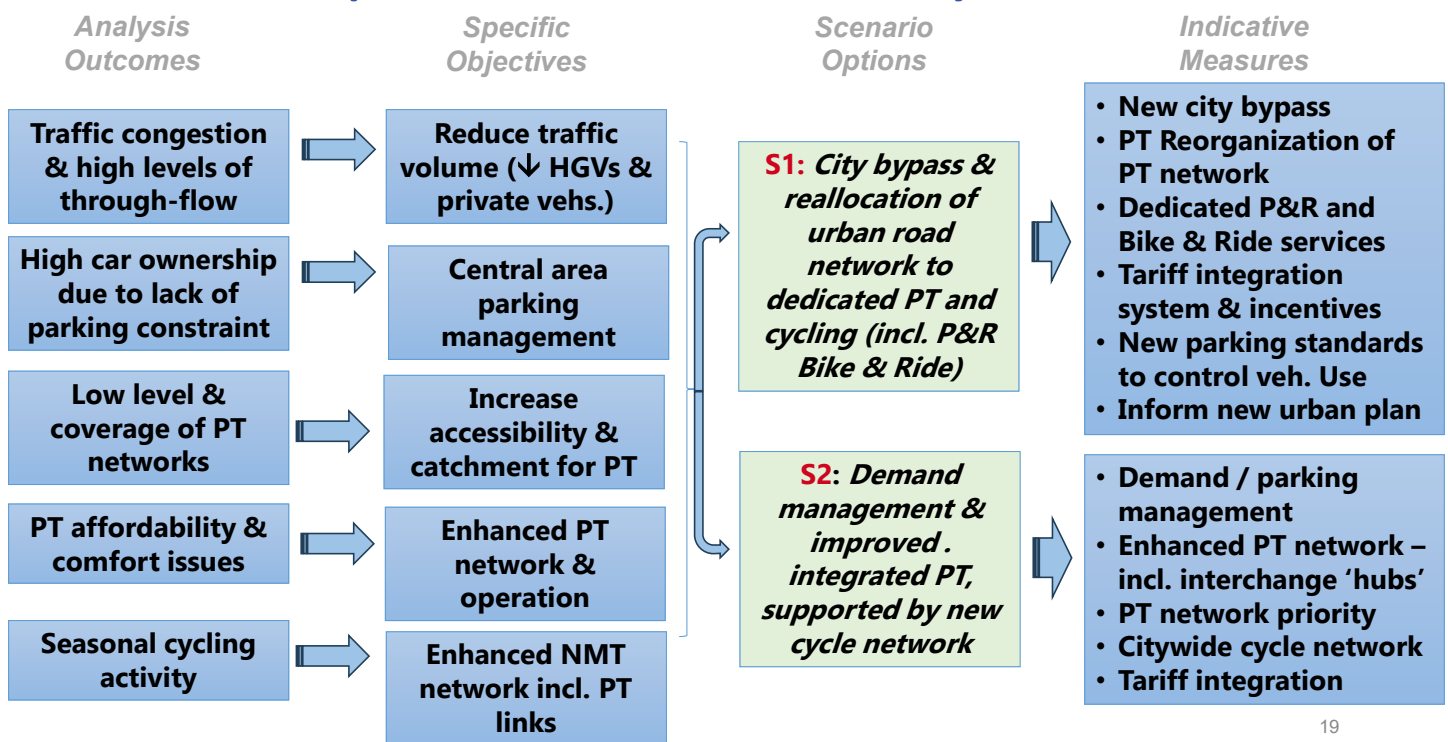 Analysis
Outcomes
Specific
Objectives
Scenario
Options
Indicative
Measures
Traffic congestion
& high levels of
through-flow
High car ownership
due to lack of
parking constraint
Low level &
coverage of PT
networks
PT affordability &
comfort issues
Seasonal cycling
activity
Reduce traffic
volume (↓ HGVs &
private vehs.)
Central area
parking
management
Increase
accessibility &
catchment for PT
Enhanced PT
network &
operation
Enhanced NMT
network incl. PT
links
S1: City bypass &
reallocation of
urban road
network to
dedicated PT and
cycling (incl. P&R
Bike & Ride)
S2: Demand
management &
improved .
integrated PT,
supported by new
cycle network
• New city bypass
• PT Reorganization of
PT network
• Dedicated P&R and
Bike & Ride services
• Tariff integration
system & incentives
• New parking standards
to control veh. Use
• Inform new urban plan
• Demand / parking
management
• Enhanced PT network –
incl. interchange ‘hubs’
• PT network priority
• Citywide cycle network
• Tariff integration
19